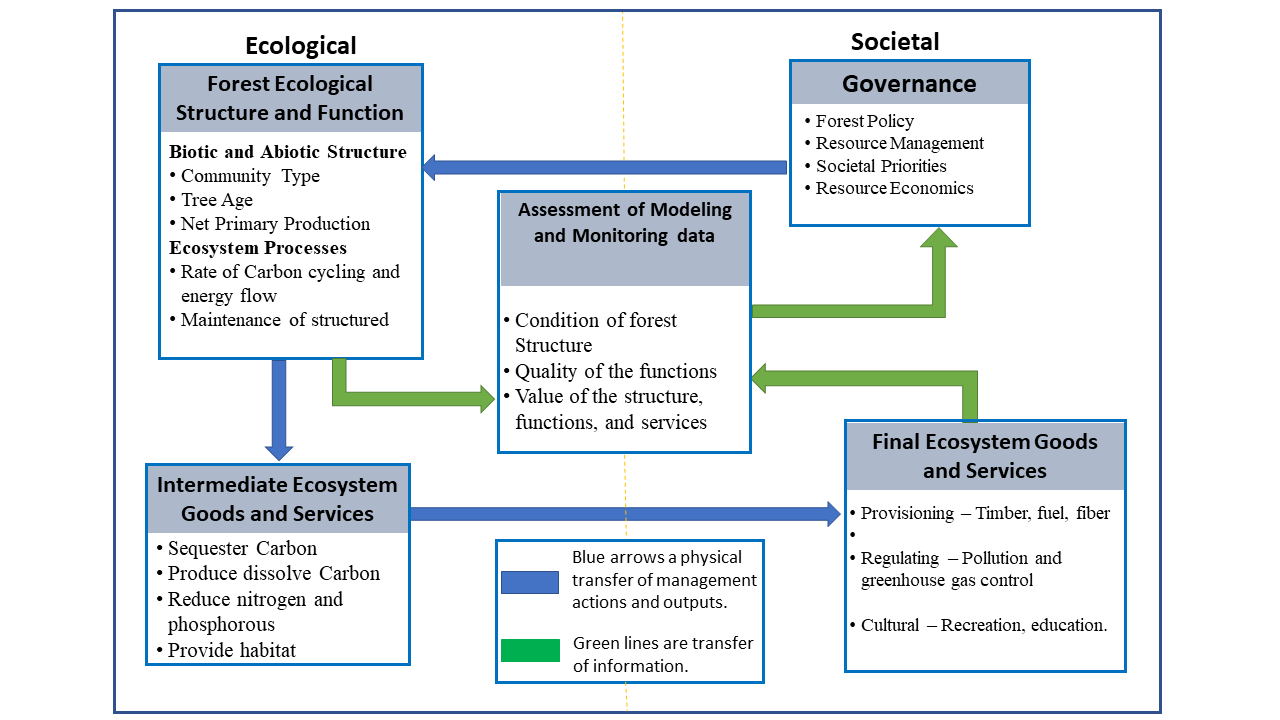 Ecological
Forest Ecological
Structure and Function
Biotic and Abiotic Structure
• Community Type
• Tree Age
• Net Primary Production
Ecosystem Processes
• Rate of Carbon cycling and
energy flow
• Maintenance of structured
Societal
Governance
• Forest Policy
• Resource Management
• Societal Priorities
• Resource Economics
Assessment of Modeling
and Monitoring data
• Condition of forest
Structure
• Quality of the functions
• Value of the structure,
functions, and services
Intermediate Ecosystem
Goods and Services
• Sequester Carbon
• Produce dissolve Carbon
• Reduce nitrogen and
phosphorous
• Provide habitat
Final Ecosystem Goods
and Services
• Provisioning – Timber, fuel, fiber
•
• Regulating – Pollution and
greenhouse gas control
• Cultural – Recreation, education.
Blue arrows a physical
transfer of management
actions and outputs.
Green lines are transfer
of information.